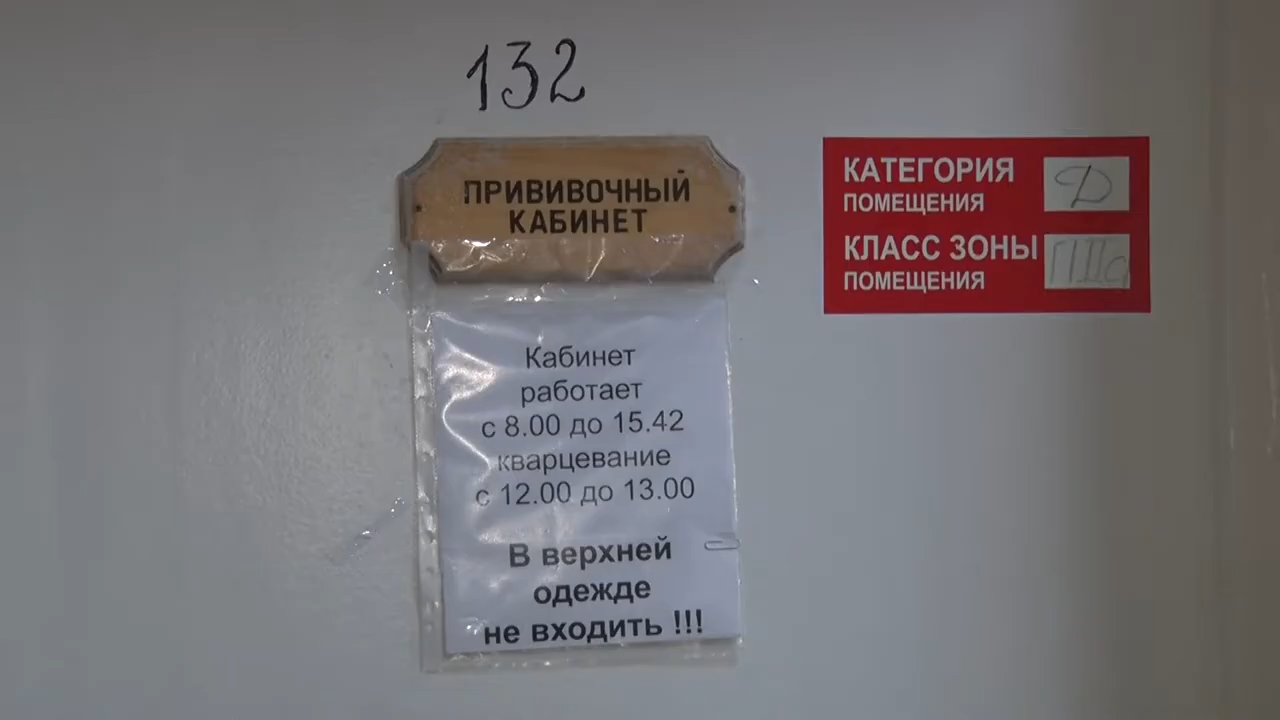 132
ПРИВИВОЧНЫЙ
КАБИНЕТ
Кабинет
работает
с 8.00 до 15.42
кварцевание
с 12.00 до 13.00
В верхней
одежде
не входить !!!
КАТЕГОРИЯ
ПОМЕЩЕНИЯ
Д
КЛАСС ЗОНЫ
ПОМЕЩЕНИЯ